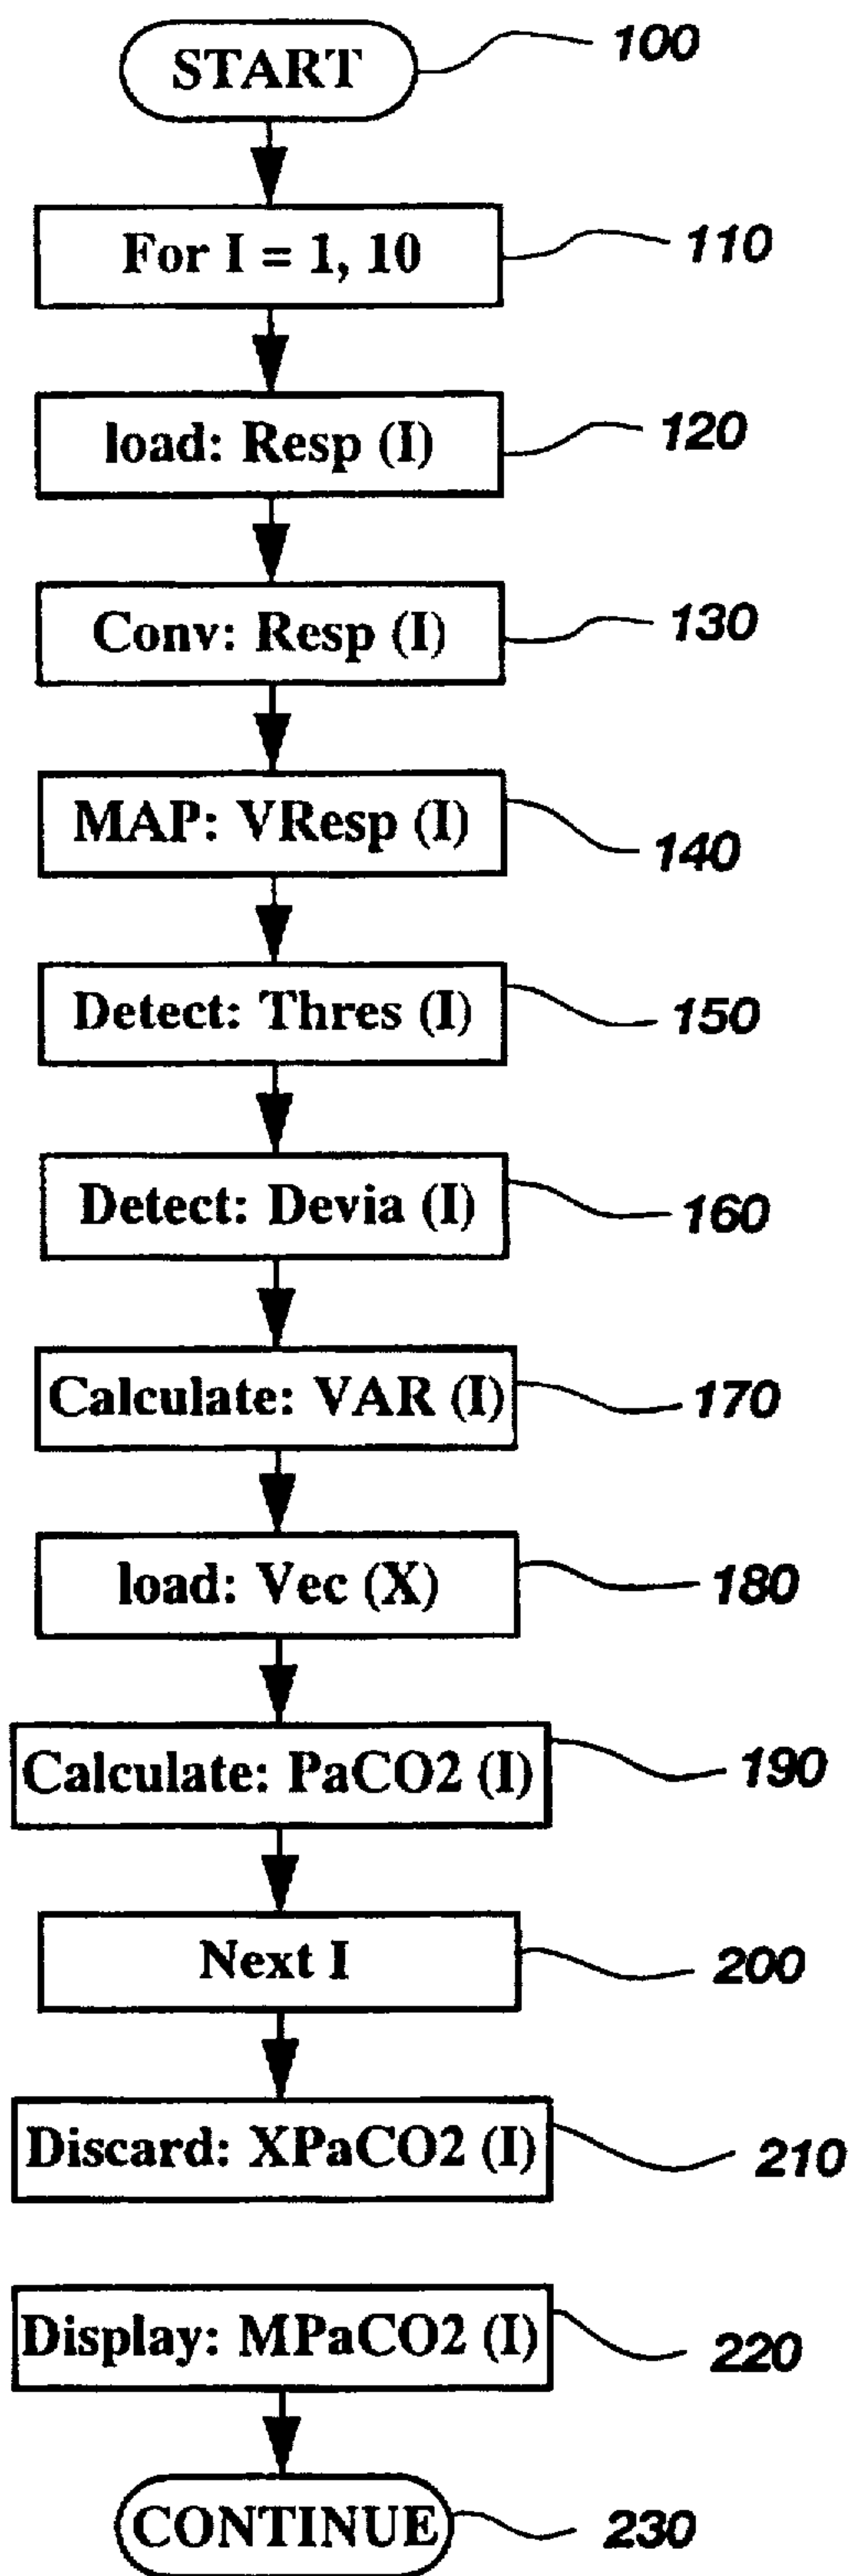 START 100
For I = 1, 10 110
load: Resp (I) 120
Conv: Resp (I) 130
MAP: VResp (I) 140
Detect: Thres (I) 150
Detect: Devia (I) 160
Calculate: VAR (I) 170
load: Vec (X) 180
Calculate: PaCO2 (I) 190
Next I 200
Discard: XPaCO2 (I) 210
Display: MPaCO2 (I) 220
CONTINUE 230